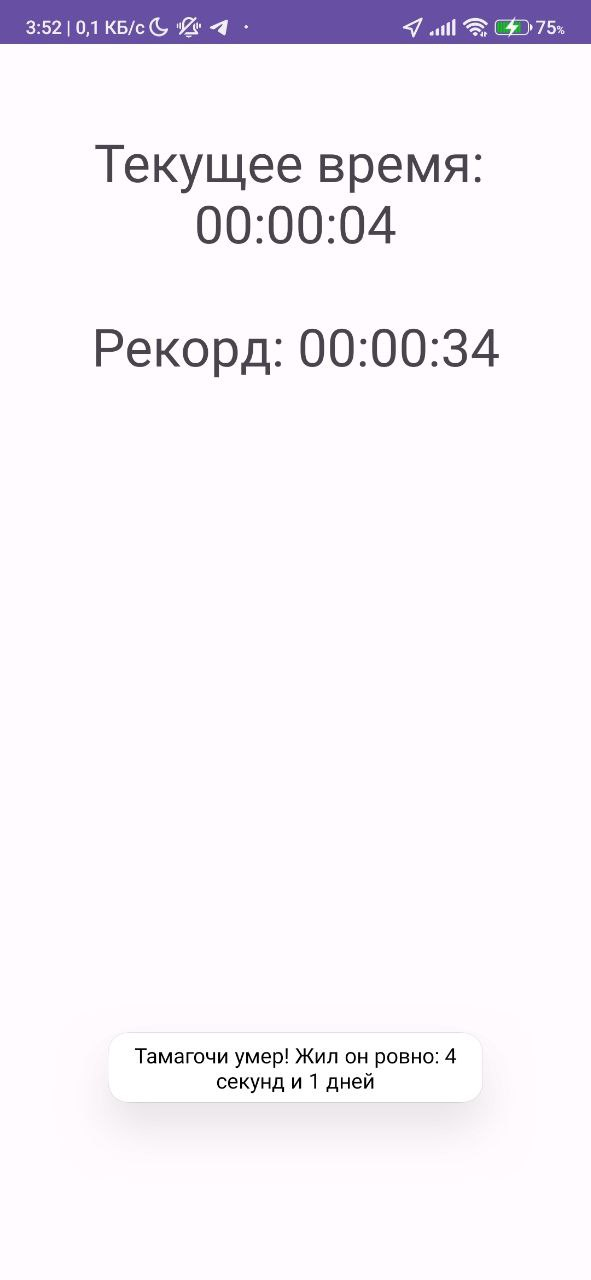 3:52 | 0,1 КБ/с 75%
Текущее время:
00:00:04
Рекорд: 00:00:34
Тамагочи умер! Жил он ровно: 4
секунд и 1 дней